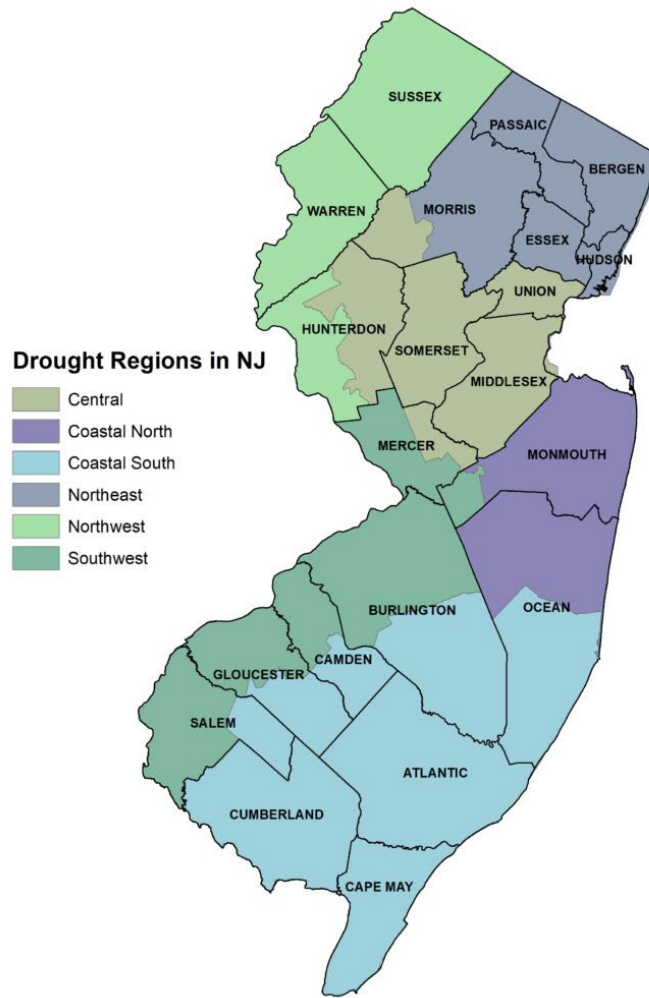 SUSSEX
PASSAIC
BERGEN
WARREN
MORRIS
ESSEX
HUDSON
UNION
HUNTERDON
SOMERSET
MIDDLESEX
Drought Regions in NJ
Central
Coastal North
Coastal South
Northeast
Northwest
Southwest
MERCER
MONMOUTH
BURLINGTON
OCEAN
CAMDEN
GLOUCESTER
SALEM
ATLANTIC
CUMBERLAND
CAPE MAY